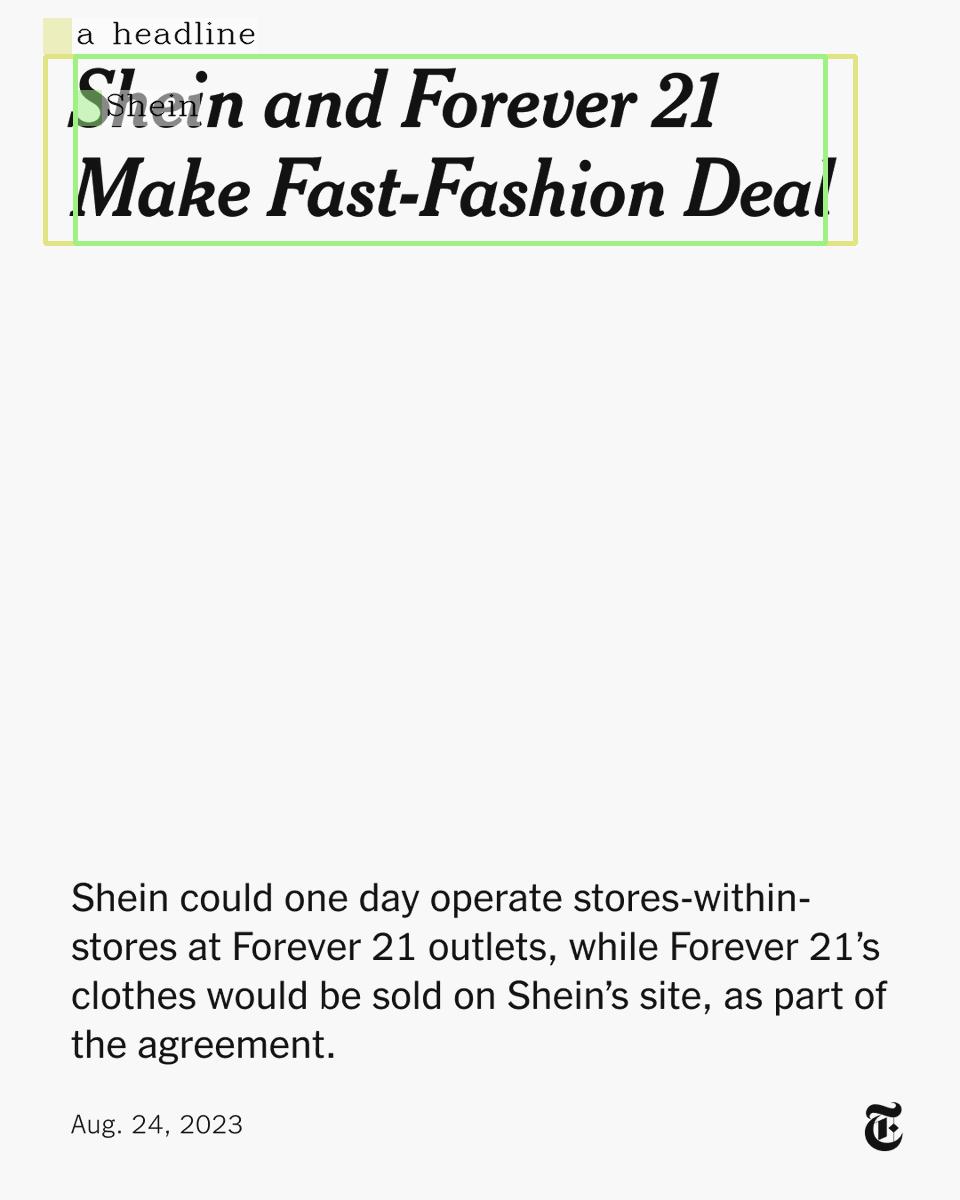 a headline
Shein and Forever 21
Shein
Make Fast-Fashion Deal
Shein could one day operate stores-within-
stores at Forever 21 outlets, while Forever 21’s
clothes would be sold on Shein’s site, as part of
the agreement.
Aug. 24, 2023
T